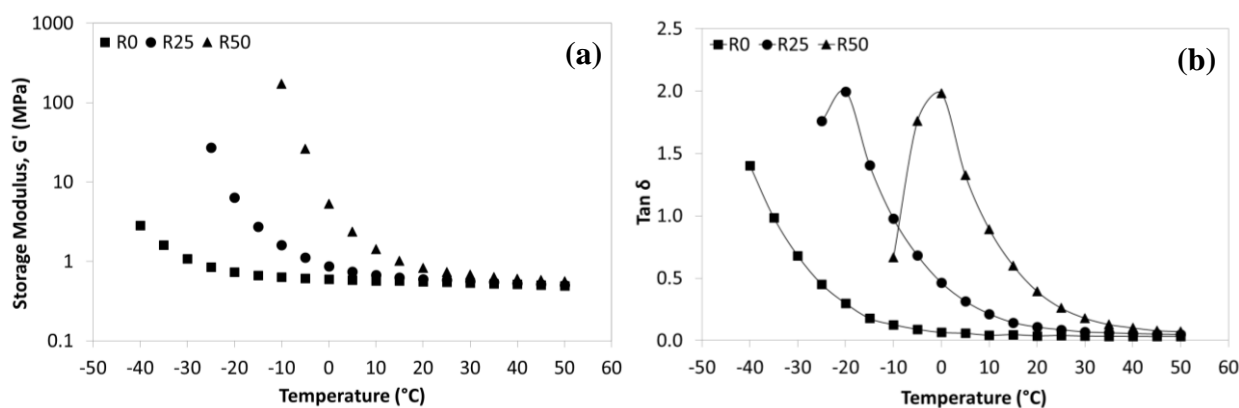 1000
100
10
1
0.1
Storage Modulus, G' (MPa)
R0 R25 R50
(a)
-50 -40 -30 -20 -10 0 10 20 30 40 50 60
Temperature (°C)
2.5
2.0
1.5
1.0
0.5
0.0
Tan δ
R0 R25 R50
(b)
-50 -40 -30 -20 -10 0 10 20 30 40 50 60
Temperature (°C)